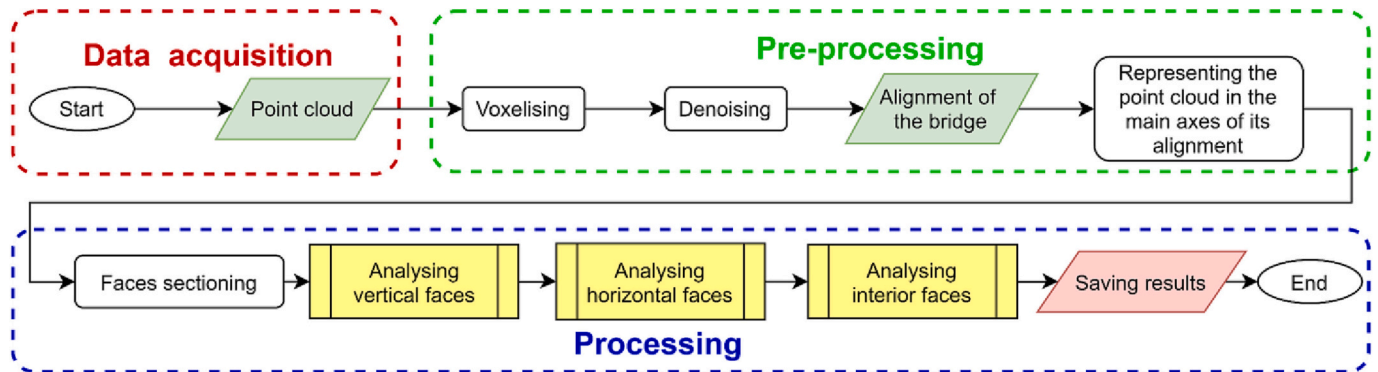 Data acquisition
Start
Point cloud
Pre-processing
Voxelising
Denoising
Alignment of
the bridge
Representing the
point cloud in the
main axes of its
alignment
Faces sectioning
Analysing
vertical faces
Analysing
horizontal faces
Analysing
interior faces
Saving results
End
Processing